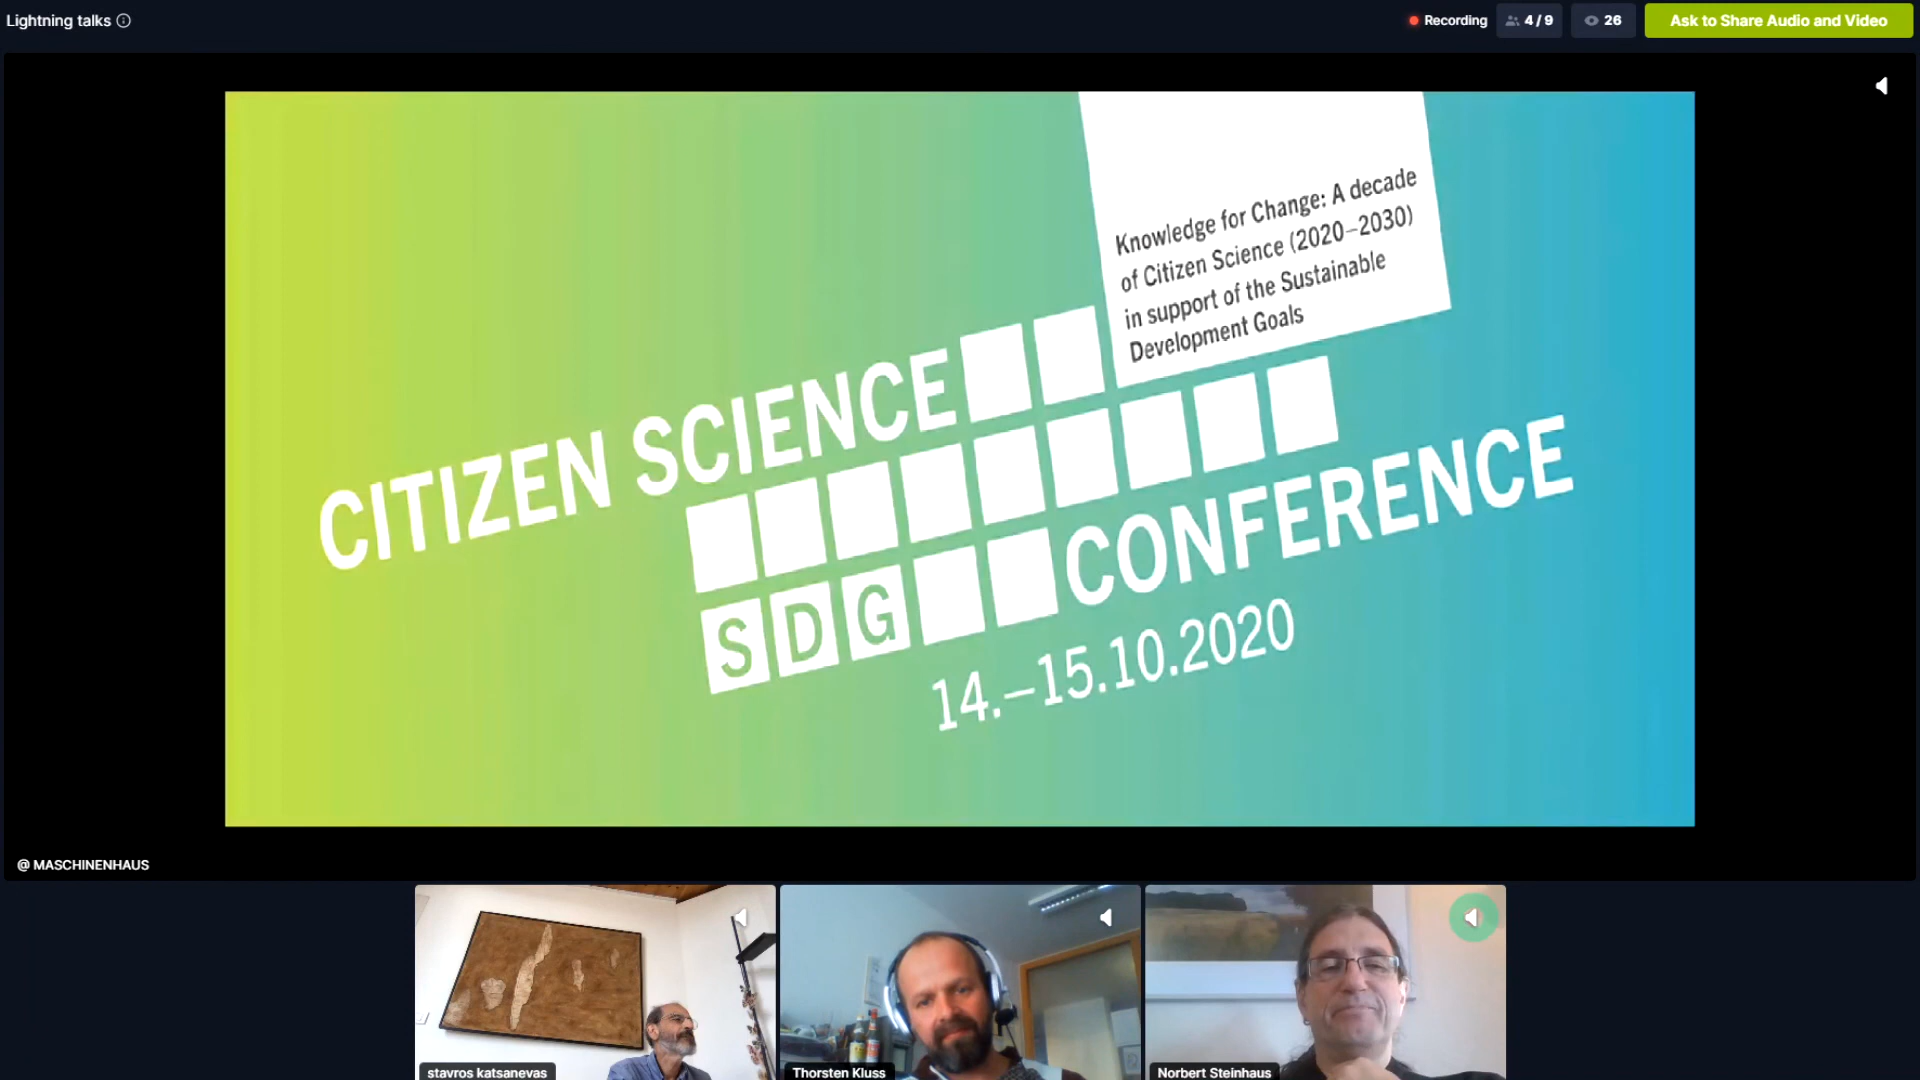 Lightning talks
Recording
4 / 9
26
Ask to Share Audio and Video
Knowledge for Change: A decade
of Citizen Science (2020–2030)
in support of the Sustainable
Development Goals
CITIZEN SCIENCE
SDG CONFERENCE
14.–15.10.2020
@ MASCHINENHAUS
stavros katsanevas
Thorsten Kluss
Norbert Steinhaus